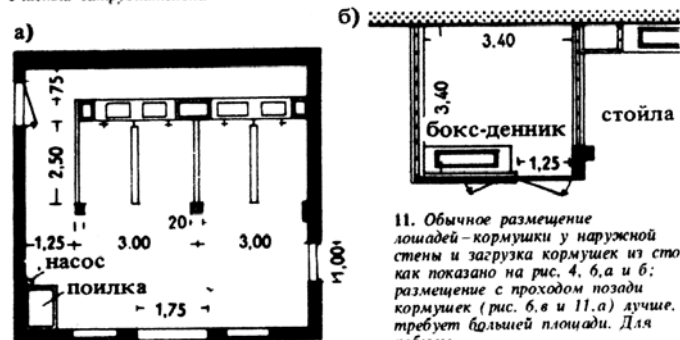 а)
75
2,50
20
1,25
3.00
3,00
1,00
насос
поилка
1,75
б)
3.40
3,40
бокс-денник
стойла
1,25
11. Обычное размещение
лошадей – кормушки у наружной
стены и загрузка кормушек из сто
как показано на рис. 4, 6,а и б;
размещение с проходом позади
кормушек (рис. 6,в и 11,а) лучше.
требует большей площади. Для